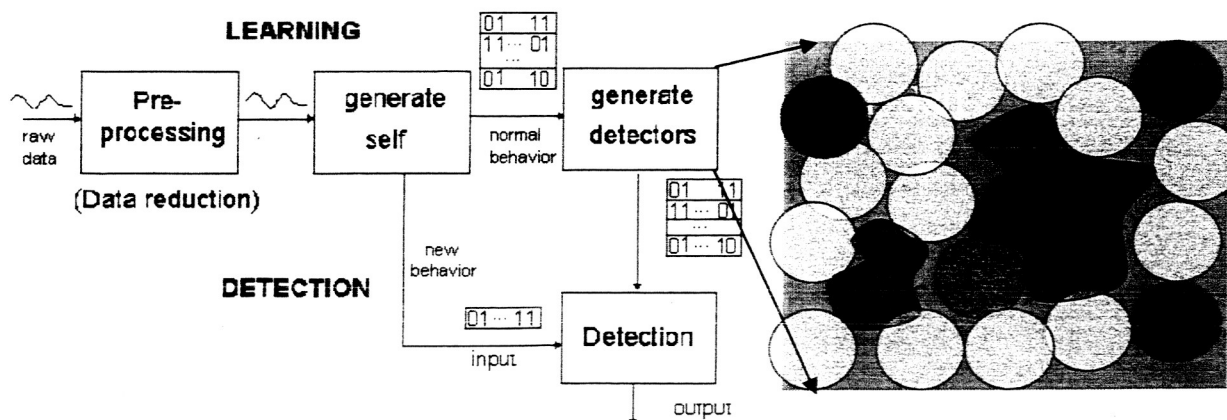 LEARNING
01 11
11 ... 01
...
01 10
Pre-
processing
generate
self
generate
detectors
raw
data
normal
behavior
(Data reduction)
01 11
11 ... 01
...
01 ... 10
new
behavior
DETECTION
01 ... 11
input
Detection
output